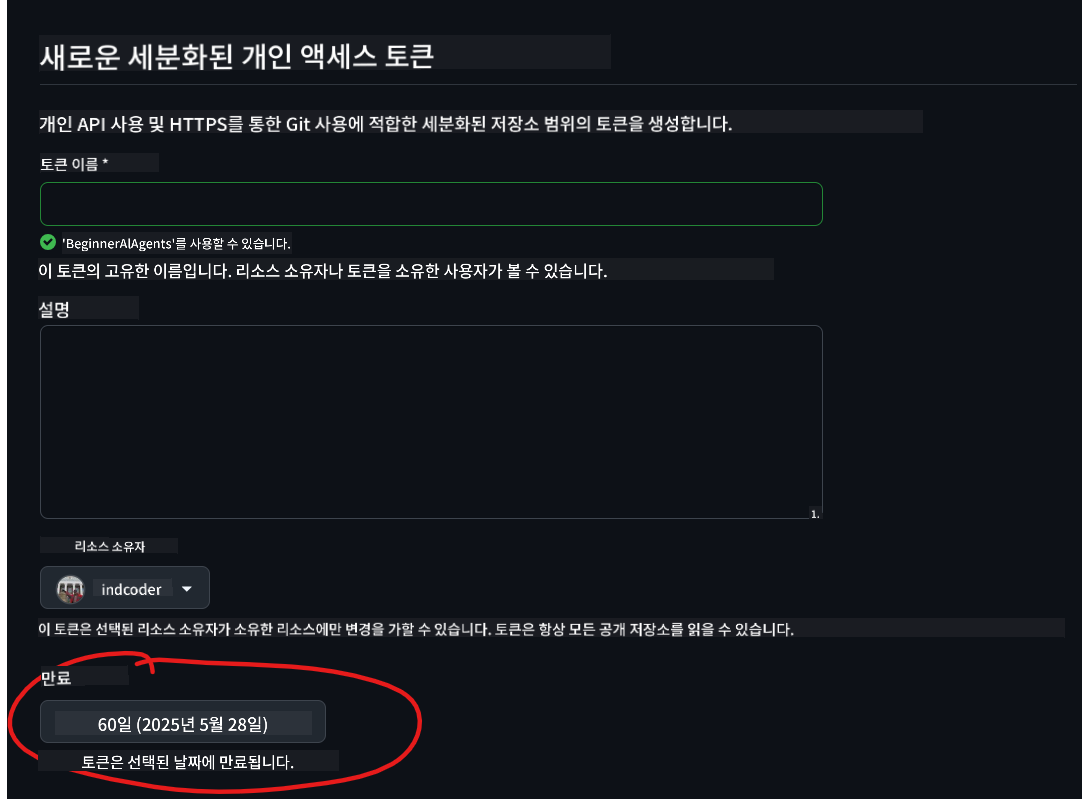 새로운 세분화된 개인 액세스 토큰
개인 API 사용 및 HTTPS를 통한 Git 사용에 적합한 세분화된 저장소 범위의 토큰을 생성합니다.
토큰 이름 *
'BeginnerAIAgents'를 사용할 수 있습니다.
이 토큰의 고유한 이름입니다. 리소스 소유자나 토큰을 소유한 사용자가 볼 수 있습니다.
설명
1.
리소스 소유자
indcoder
이 토큰은 선택된 리소스 소유자가 소유한 리소스에만 변경을 가할 수 있습니다. 토큰은 항상 모든 공개 저장소를 읽을 수 있습니다.
만료
60일 (2025년 5월 28일)
토큰은 선택된 날짜에 만료됩니다.